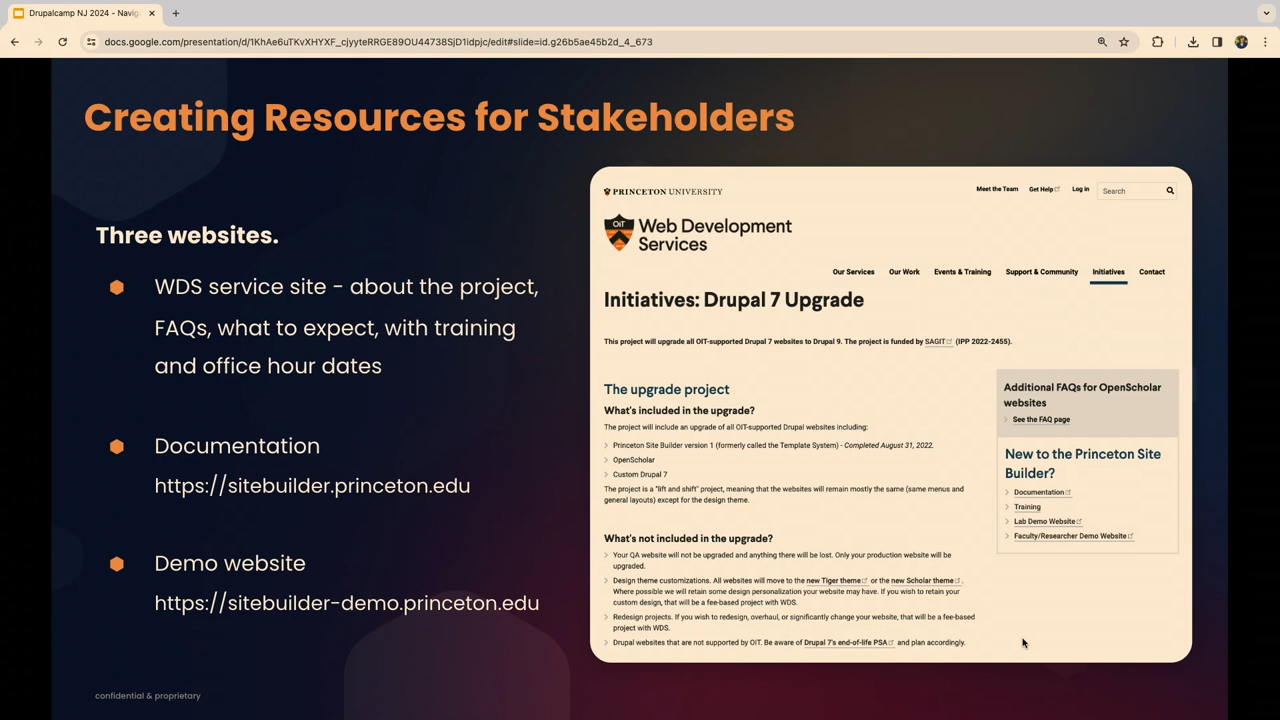 Drupalcamp NJ 2024 - Navig
docs.google.com/presentation/d/1KhAe6uTKvXHYXF_cjyyteRRGE89OU44738SjD1idpjc/edit#slide=id.g26b5ae45b2d_4_673
Creating Resources for Stakeholders
Three websites.
WDS service site - about the project,
FAQs, what to expect, with training
and office hour dates
Documentation
https://sitebuilder.princeton.edu
Demo website
https://sitebuilder-demo.princeton.edu
confidential & proprietary
PRINCETON UNIVERSITY
Meet the Team Get Help Log in Search
OIT
Web Development
Services
Our Services Our Work Events & Training Support & Community Initiatives Contact
Initiatives: Drupal 7 Upgrade
This project will upgrade all OIT-supported Drupal 7 websites to Drupal 9. The project is funded by SAGIT (IPP 2022-2455).
The upgrade project
What's included in the upgrade?
The project will include an upgrade of all OIT-supported Drupal websites including:
Princeton Site Builder version 1 (formerly called the Template System) - Completed August 31, 2022.
OpenScholar
Custom Drupal 7
The project is a "lift and shift" project, meaning that the websites will remain mostly the same (same menus and
general layouts) except for the design theme.
What's not included in the upgrade?
Your QA website will not be upgraded and anything there will be lost. Only your production website will be
upgraded.
Design theme customizations. All websites will move to the new Tiger theme or the new Scholar theme.
Where possible we will retain some design personalization your website may have. If you wish to retain your
custom design, that will be a fee-based project with WDS.
Redesign projects. If you wish to redesign, overhaul, or significantly change your website, that will be a fee-based
project with WDS.
Drupal websites that are not supported by OIT. Be aware of Drupal 7's end-of-life PSA and plan accordingly.
Additional FAQs for OpenScholar
websites
See the FAQ page
New to the Princeton Site
Builder?
Documentation
Training
Lab Demo Website
Faculty/Researcher Demo Website